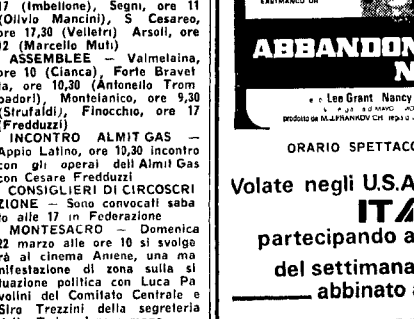 17 (Imbellone), Segni, ore 11
(Olivio Mancini), S Cesareo,
ore 17,30 (Velletri) Arsoli, ore
(Marcello Muti)
ASSEMBLEE — Valmelaina,
ore 10 (Cianca), Forte Bravet
ta, ore 10,30 (Antonello Trom
padori), Montelanico, ore 9,30
(Strufaldi), Finocchio, ore 17
(Fredduzzi)
INCONTRO ALMIT GAS —
Appio Latino, ore 10,30 incontro
con gli operai dell Almit Gas
con Cesare Fredduzzi
CONSIGLIERI DI CIRCOSCRI
ZIONE — Sono convocati saba
to alle 17 in Federazione
MONTESACRO — Domenica
22 marzo alle ore 10 si svolge
rà al cinema Aniene, una ma
nifestazione di zona sulla si
tuazione politica con Luca Pa
volini del Comitato Centrale e
Siro Trezzini della segreteria
EASTMANCO OR
ABBANDON
N
Lee Grant Nancy
prodotto da M.J.FRANKOVICH
ORARIO SPETTACO
Volate negli U.S.A
ITA
partecipando a
del settimana
abbinato a